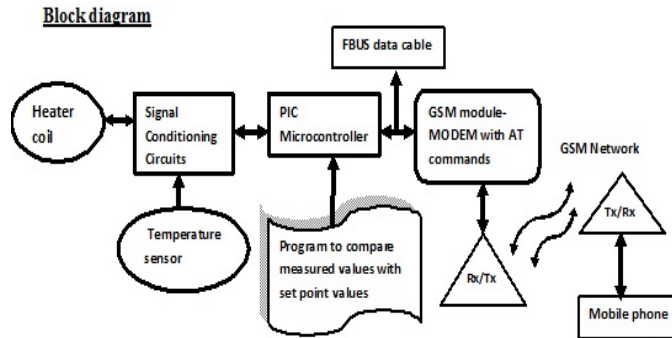 Block diagram
FBUS data cable
Heater
coil
Signal
Conditioning
Circuits
PIC
Microcontroller
GSM module-
MODEM with AT
commands
GSM Network
Temperature
sensor
Program to compare
measured values with
set point values
Rx/Tx
Tx/Rx
Mobile phone